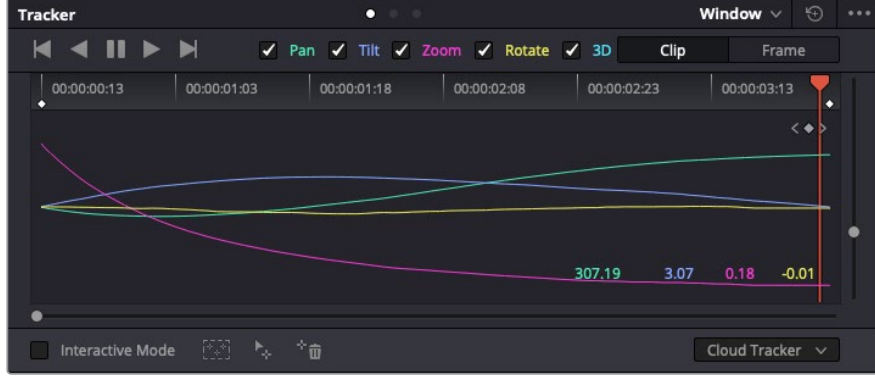 Tracker Window
Pan Tilt Zoom Rotate 3D Clip Frame
00:00:00:13 00:00:01:03 00:00:01:18 00:00:02:08 00:00:02:23 00:00:03:13
307.19 3.07 0.18 -0.01
Interactive Mode Cloud Tracker